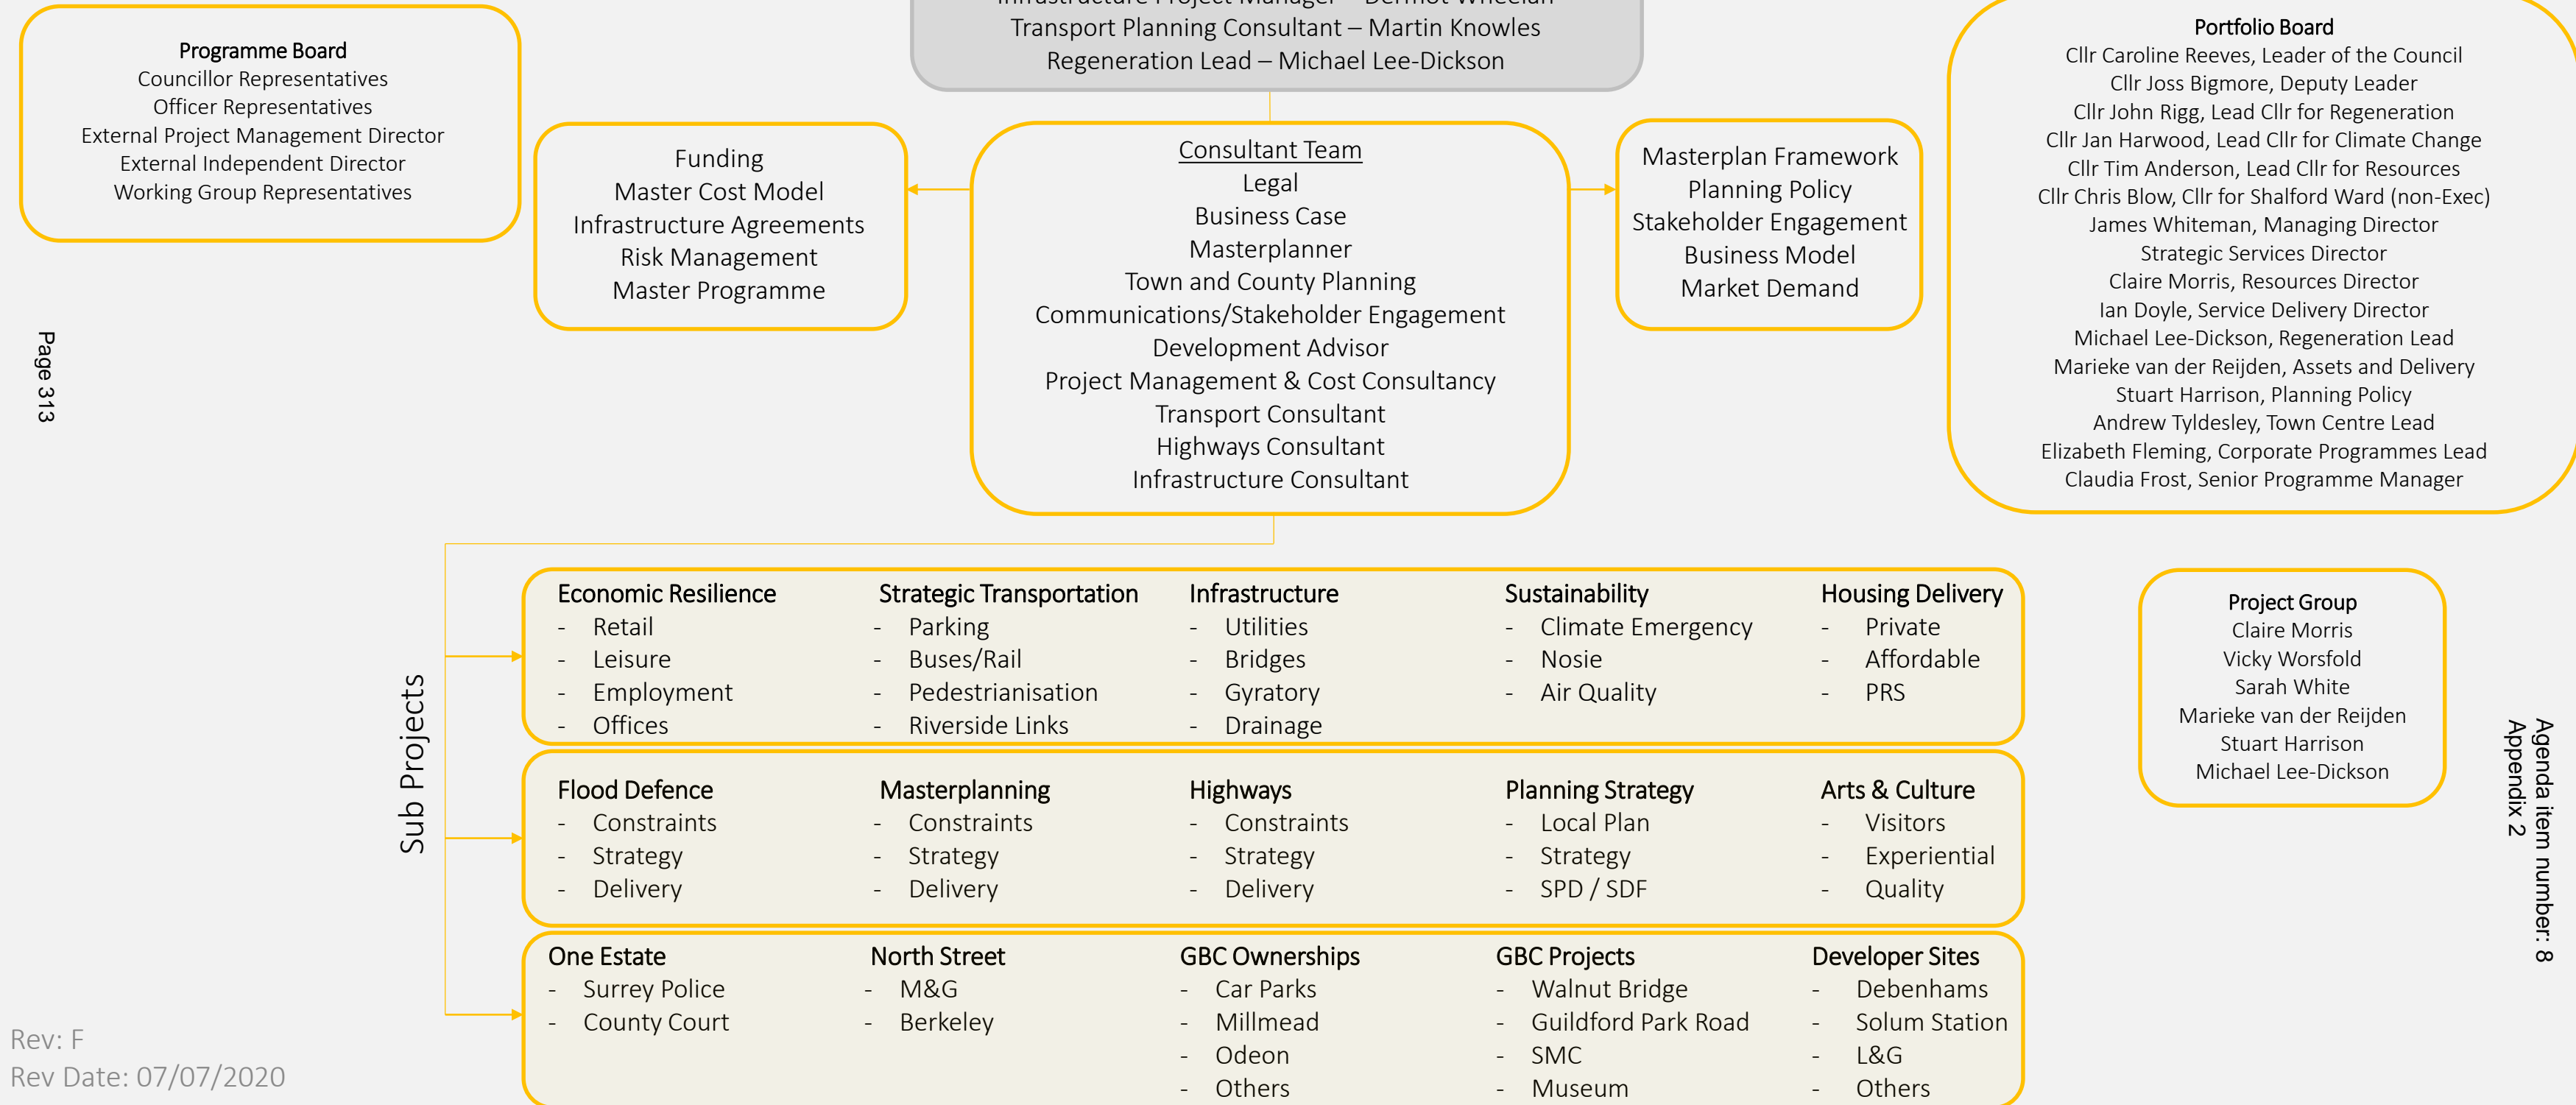 Infrastructure Project Manager – Dermot Wheelan
Transport Planning Consultant – Martin Knowles
Regeneration Lead – Michael Lee-Dickson
Programme Board
Councillor Representatives
Officer Representatives
External Project Management Director
External Independent Director
Working Group Representatives
Funding
Master Cost Model
Infrastructure Agreements
Risk Management
Master Programme
Consultant Team
Legal
Business Case
Masterplanner
Town and County Planning
Communications/Stakeholder Engagement
Development Advisor
Project Management & Cost Consultancy
Transport Consultant
Highways Consultant
Infrastructure Consultant
Masterplan Framework
Planning Policy
Stakeholder Engagement
Business Model
Market Demand
Portfolio Board
Cllr Caroline Reeves, Leader of the Council
Cllr Joss Bigmore, Deputy Leader
Cllr John Rigg, Lead Cllr for Regeneration
Cllr Jan Harwood, Lead Cllr for Climate Change
Cllr Tim Anderson, Lead Cllr for Resources
Cllr Chris Blow, Cllr for Shalford Ward (non-Exec)
James Whiteman, Managing Director
Strategic Services Director
Claire Morris, Resources Director
Ian Doyle, Service Delivery Director
Michael Lee-Dickson, Regeneration Lead
Marieke van der Reijden, Assets and Delivery
Stuart Harrison, Planning Policy
Andrew Tyldesley, Town Centre Lead
Elizabeth Fleming, Corporate Programmes Lead
Claudia Frost, Senior Programme Manager
Page 313
Sub Projects
Economic Resilience
- Retail
- Leisure
- Employment
- Offices
Strategic Transportation
- Parking
- Buses/Rail
- Pedestrianisation
- Riverside Links
Infrastructure
- Utilities
- Bridges
- Gyratory
- Drainage
Sustainability
- Climate Emergency
- Nosie
- Air Quality
Housing Delivery
- Private
- Affordable
- PRS
Flood Defence
- Constraints
- Strategy
- Delivery
Masterplanning
- Constraints
- Strategy
- Delivery
Highways
- Constraints
- Strategy
- Delivery
Planning Strategy
- Local Plan
- Strategy
- SPD / SDF
Arts & Culture
- Visitors
- Experiential
- Quality
One Estate
- Surrey Police
- County Court
North Street
- M&G
- Berkeley
GBC Ownerships
- Car Parks
- Millmead
- Odeon
- Others
GBC Projects
- Walnut Bridge
- Guildford Park Road
- SMC
- Museum
Developer Sites
- Debenhams
- Solum Station
- L&G
- Others
Project Group
Claire Morris
Vicky Worsfold
Sarah White
Marieke van der Reijden
Stuart Harrison
Michael Lee-Dickson
Agenda item number: 8
Appendix 2
Rev: F
Rev Date: 07/07/2020